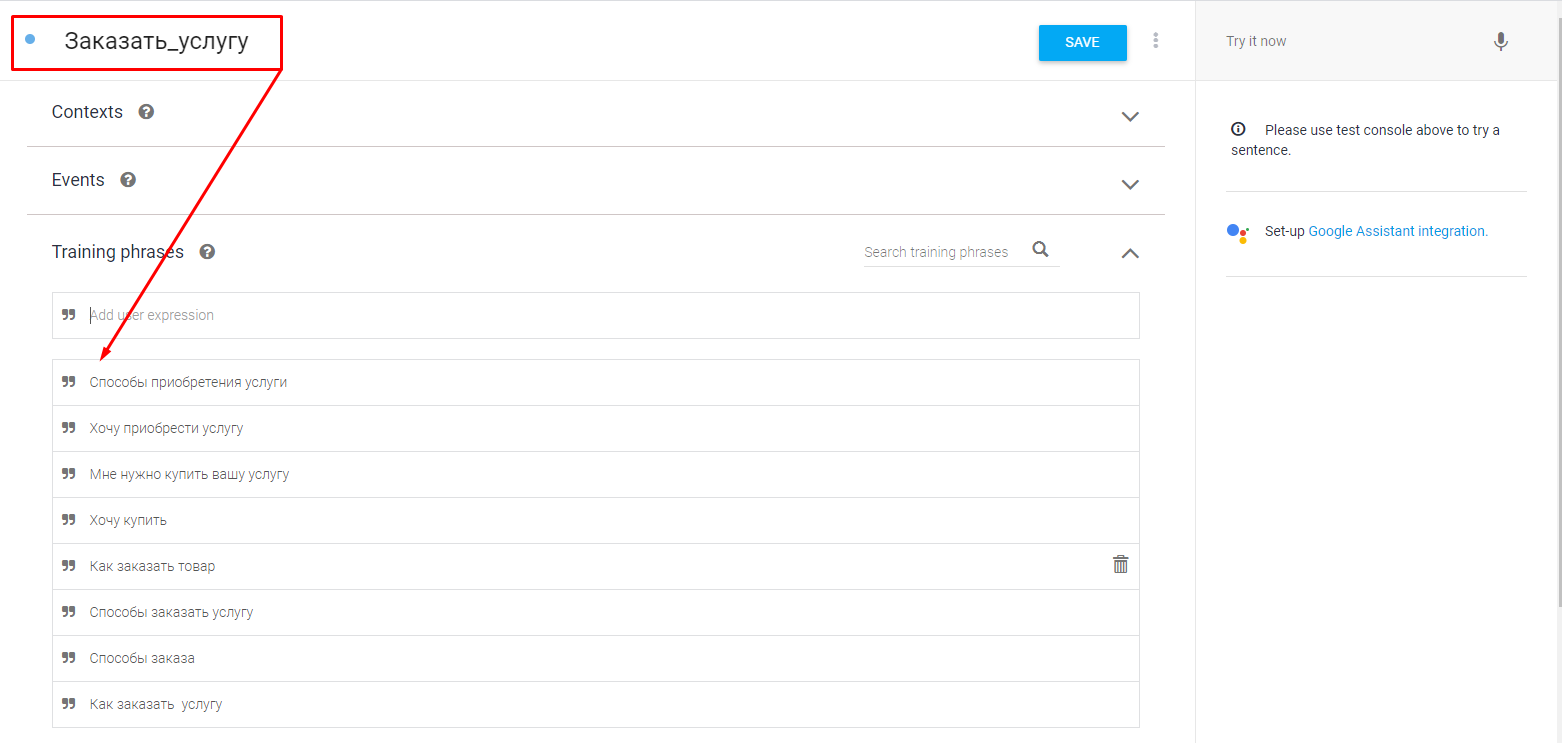 Заказать_услугу
SAVE
Try it now
Contexts
Please use test console above to try a
sentence.
Events
Set-up Google Assistant integration.
Training phrases
Search training phrases
Add user expression
Способы приобретения услуги
Хочу приобрести услугу
Мне нужно купить вашу услугу
Хочу купить
Как заказать товар
Способы заказать услугу
Способы заказа
Как заказать  услугу